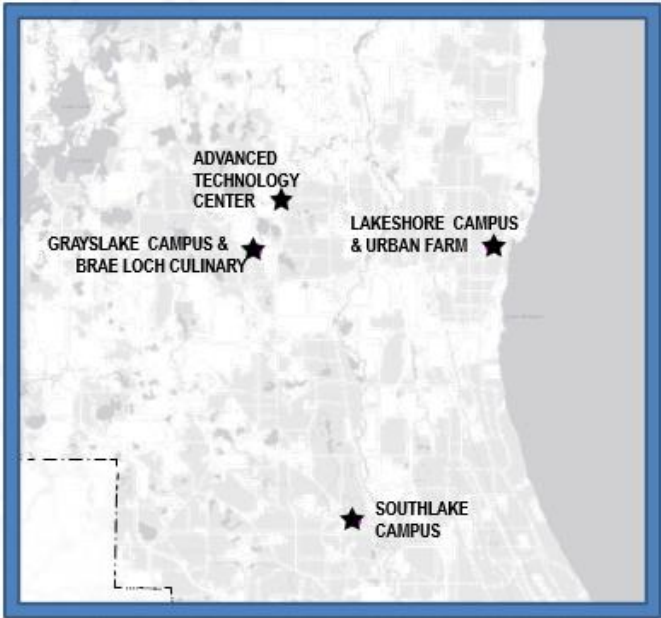 ADVANCED
TECHNOLOGY
CENTER
GRAYSLAKE CAMPUS &
BRAE LOCH CULINARY
LAKESHORE CAMPUS
& URBAN FARM
SOUTHLAKE
CAMPUS